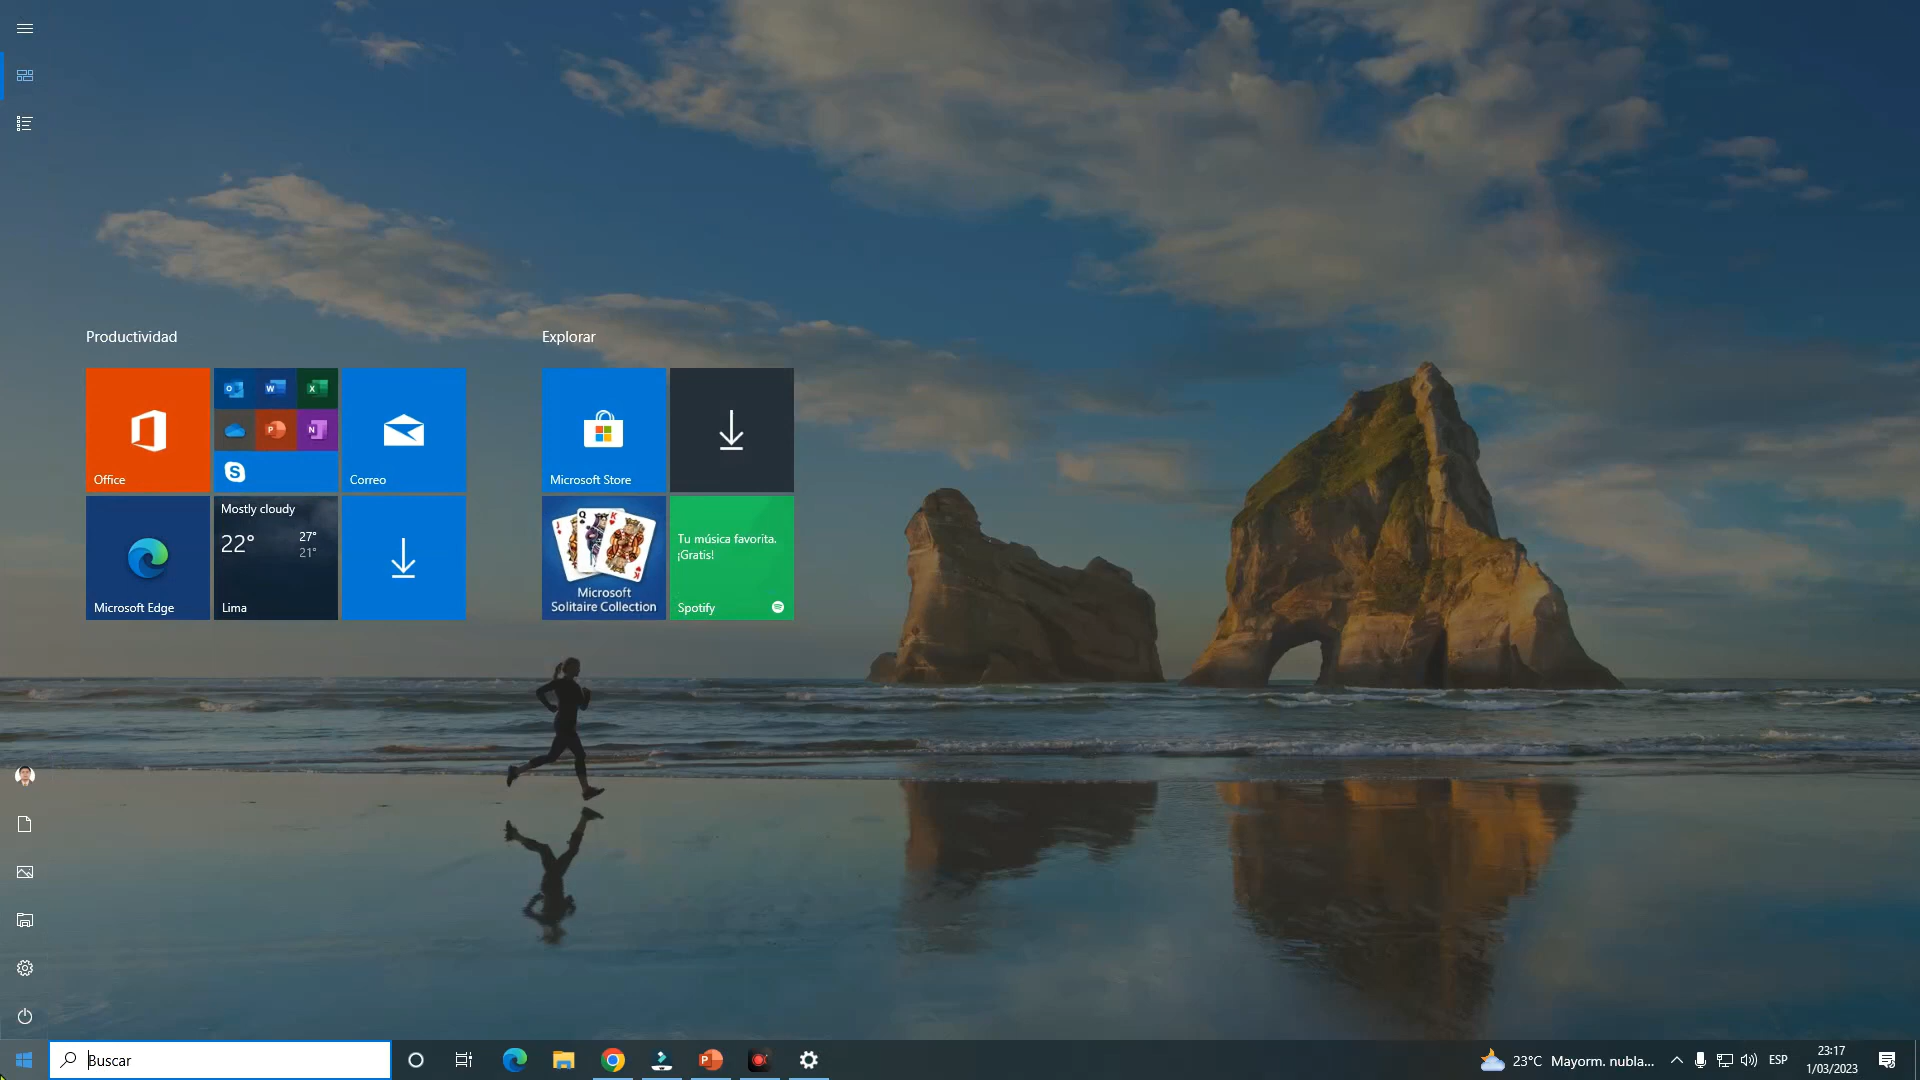 Productividad
Explorar
Office
Correo
Microsoft Store
Mostly cloudy
22°
27°
21°
Microsoft Edge
Lima
Microsoft
Solitaire Collection
Tu música favorita.
¡Gratis!
Spotify
Buscar
23°C Mayorm. nubla...
ESP
23:17
1/03/2023